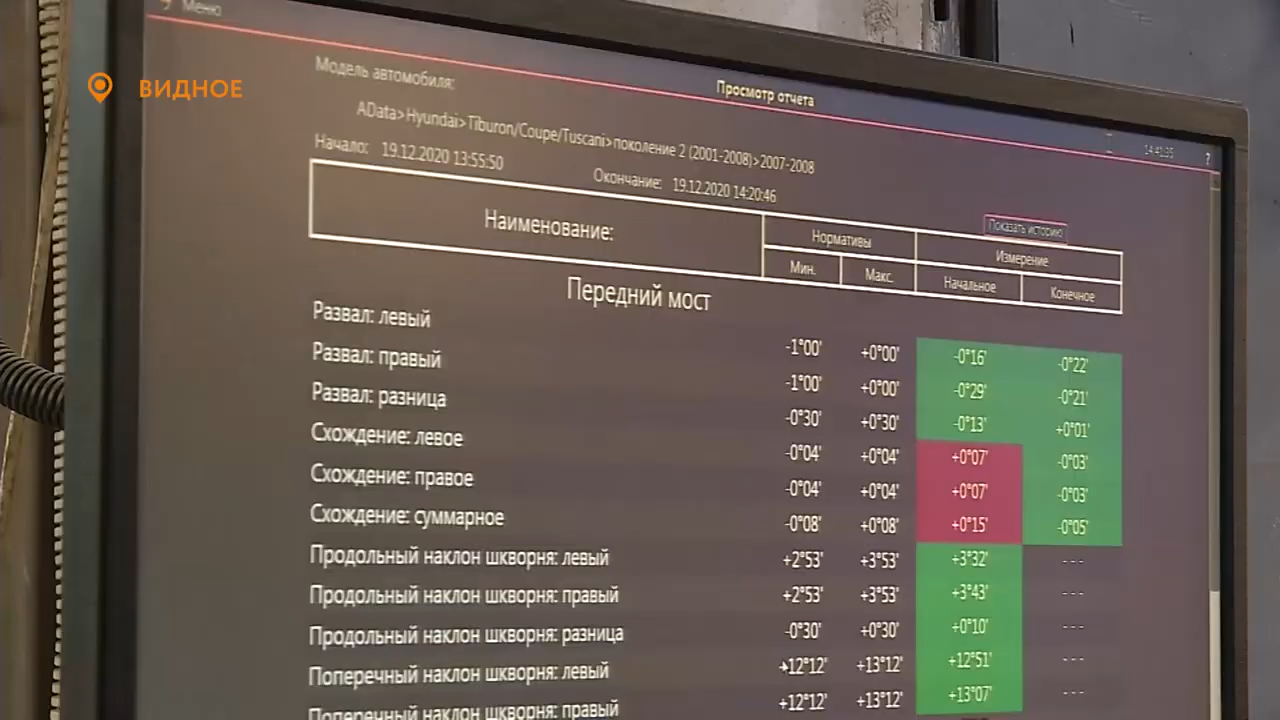 Меню
ВИДНОЕ
Модель автомобиля:
Просмотр отчета
AData>Hyundai>Tiburon/Coupe/Tuscani>поколение 2 (2001-2008)>2007-2008
14:41:35
?
Начало: 19.12.2020 13:55:50
Окончание: 19.12.2020 14:20:46
Показать историю
Наименование:
Нормативы
Измерение
Мин. Макс. Начальное Конечное
Передний мост
Развал: левый -1°00' +0°00' -0°16' -0°22'
Развал: правый -1°00' +0°00' -0°29' -0°21'
Развал: разница -0°30' +0°30' -0°13' +0°01'
Схождение: левое -0°04' +0°04' +0°07' -0°03'
Схождение: правое -0°04' +0°04' +0°07' -0°03'
Схождение: суммарное -0°08' +0°08' +0°15' -0°05'
Продольный наклон шкворня: левый +2°53' +3°53' +3°32' ---
Продольный наклон шкворня: правый +2°53' +3°53' +3°43' ---
Продольный наклон шкворня: разница -0°30' +0°30' +0°10' ---
Поперечный наклон шкворня: левый +12°12' +13°12' +12°51' ---
Поперечный наклон шкворня: правый +12°12' +13°12' +13°07' ---